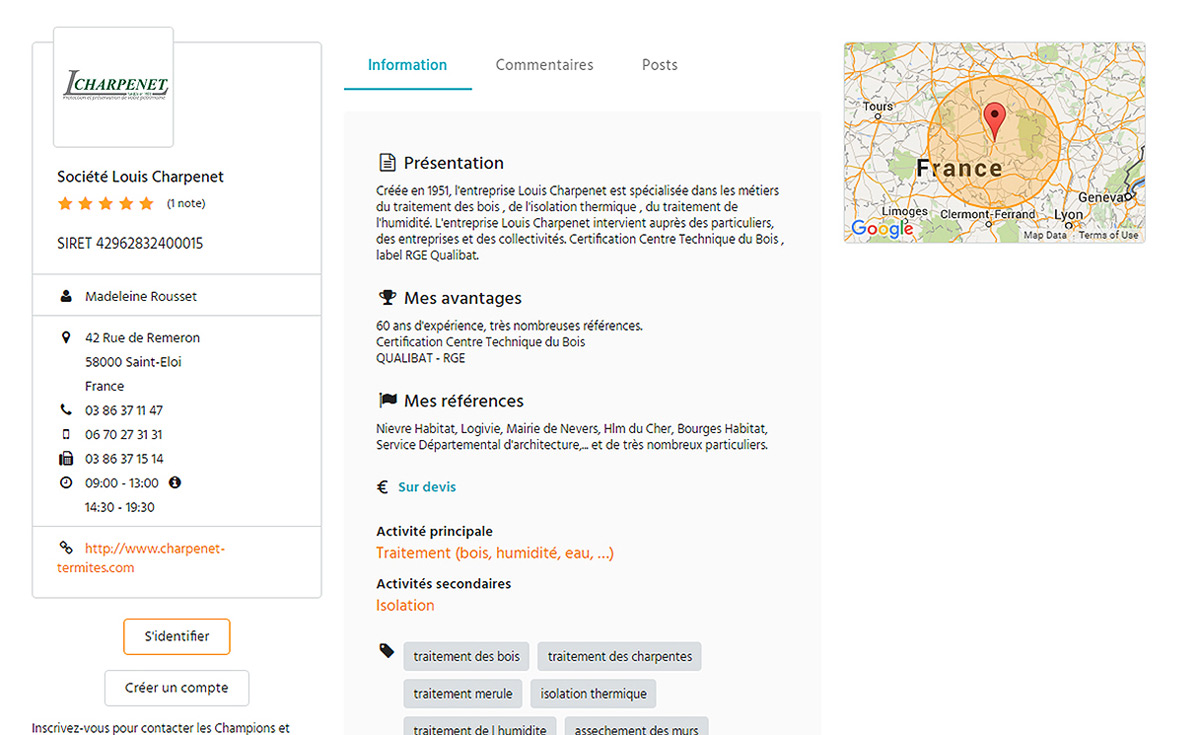 LCHARPENET
Société Louis Charpenet
(1 note)
SIRET 42962832400015
Madeleine Rousset
42 Rue de Remeron
58000 Saint-Eloi
France
03 86 37 11 47
06 70 27 31 31
03 86 37 15 14
09:00 - 13:00
14:30 - 19:30
http://www.charpenet-
termites.com
S'identifier
Créer un compte
Inscrivez-vous pour contacter les Champions et
Information Commentaires Posts
Présentation
Créée en 1951, l'entreprise Louis Charpenet est spécialisée dans les métiers
du traitement des bois , de l'isolation thermique , du traitement de
l'humidité. L'entreprise Louis Charpenet intervient auprès des particuliers,
des entreprises et des collectivités. Certification Centre Technique du Bois ,
label RGE Qualibat.
Mes avantages
60 ans d'expérience, très nombreuses références.
Certification Centre Technique du Bois
QUALIBAT - RGE
Mes références
Nievre Habitat, Logivie, Mairie de Nevers, Hlm du Cher, Bourges Habitat,
Service Départemental d'architecture,... et de très nombreux particuliers.
€ Sur devis
Activité principale
Traitement (bois, humidité, eau, ...)
Activités secondaires
Isolation
traitement des bois traitement des charpentes
traitement merule isolation thermique
traitement de l humidite assechement des murs
Tours
France
Geneva
Limoges Clermont-Ferrand Lyon
Google Map Data Terms of Use